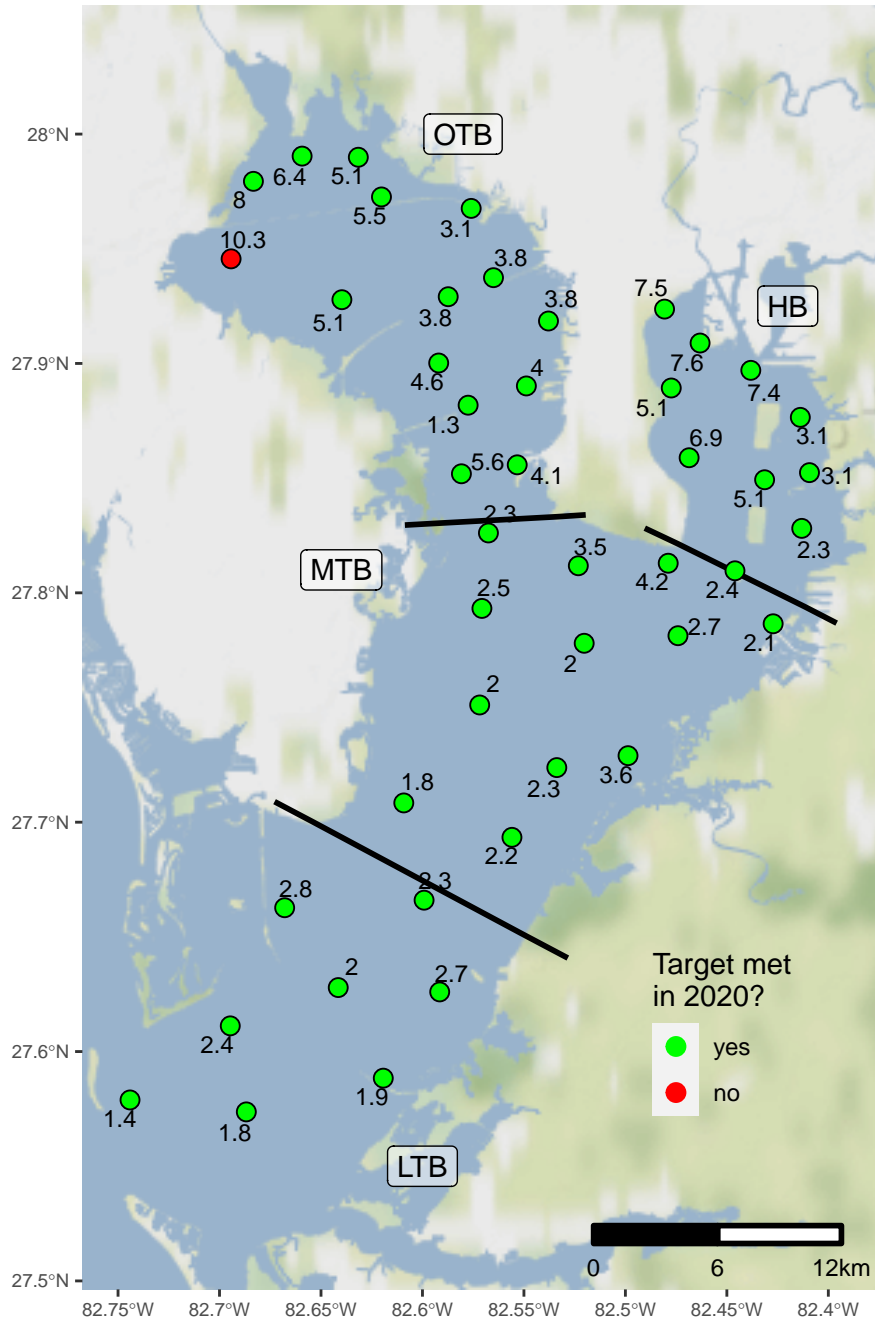 OTB
28°N
6.4
5.1
8
5.5
3.1
10.3
3.8
7.5
HB
5.1
3.8
3.8
7.6
27.9°N
4.6
4
5.1
7.4
1.3
3.1
6.9
5.6
4.1
3.1
5.1
2.3
2.3
3.5
MTB
4.2
2.4
27.8°N
2.5
2.7
2.1
2
2
3.6
2.3
1.8
27.7°N
2.2
2.3
2.8
Target met
in 2020?
2
2.7
2.4
yes
27.6°N
no
1.9
1.4
1.8
LTB
0 6 12km
27.5°N
82.75°W 82.7°W 82.65°W 82.6°W 82.55°W 82.5°W 82.45°W 82.4°W